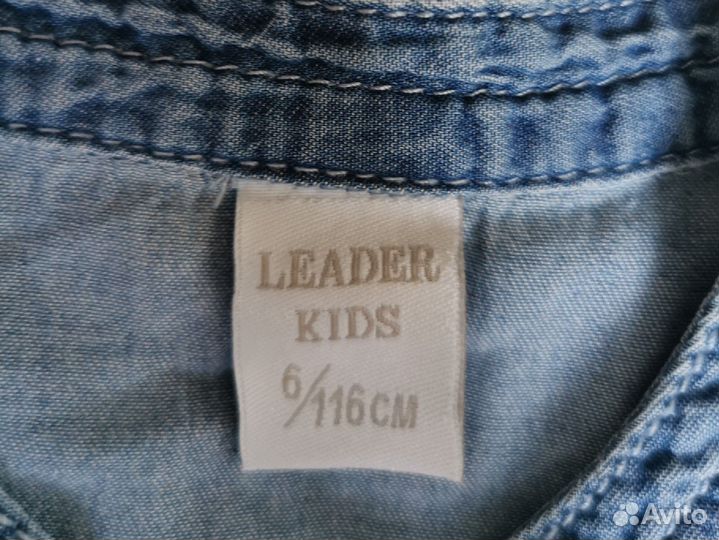 LEADER
KIDS
6/116CM
Avito